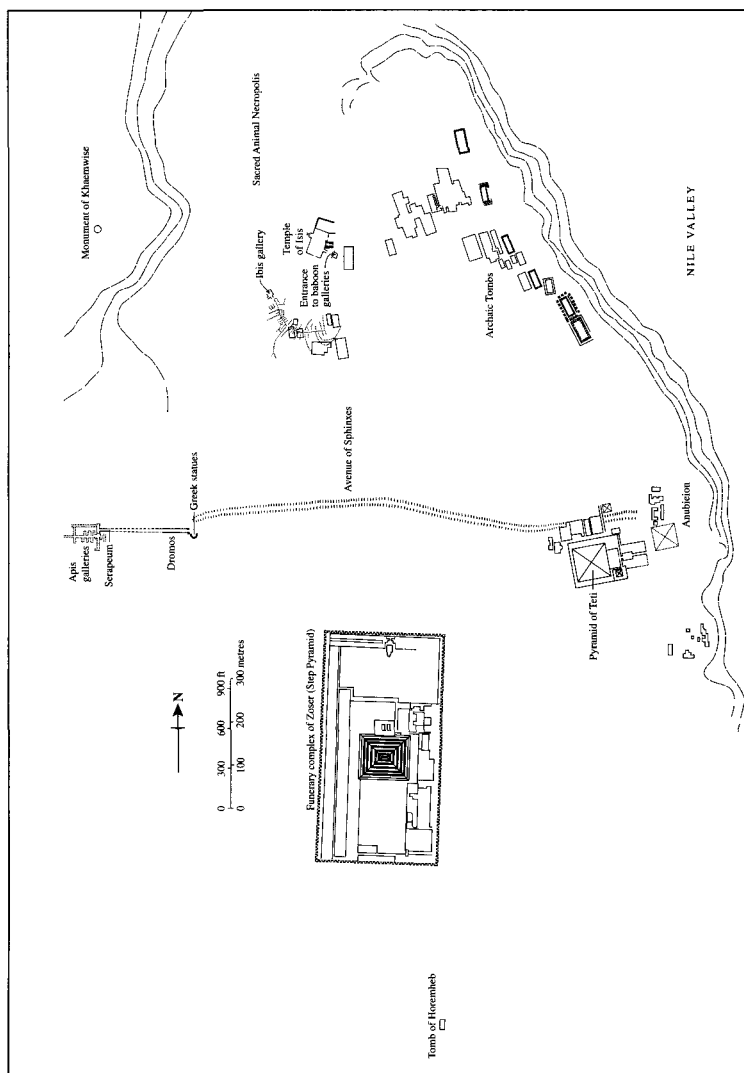 Monument of Khaemwise
Sacred Animal Necropolis
Ibis gallery
Temple
of Isis
Entrance
to baboon
galleries
Archaic Tombs
NILE VALLEY
Apis
galleries
Serapeum
Dromos
Greek statues
Avenue of Sphinxes
Pyramid of Teti
Anubieion
N
0 300 600 900 ft
0 100 200 300 metres
Funerary complex of Zoser (Step Pyramid)
Tomb of Horemheb